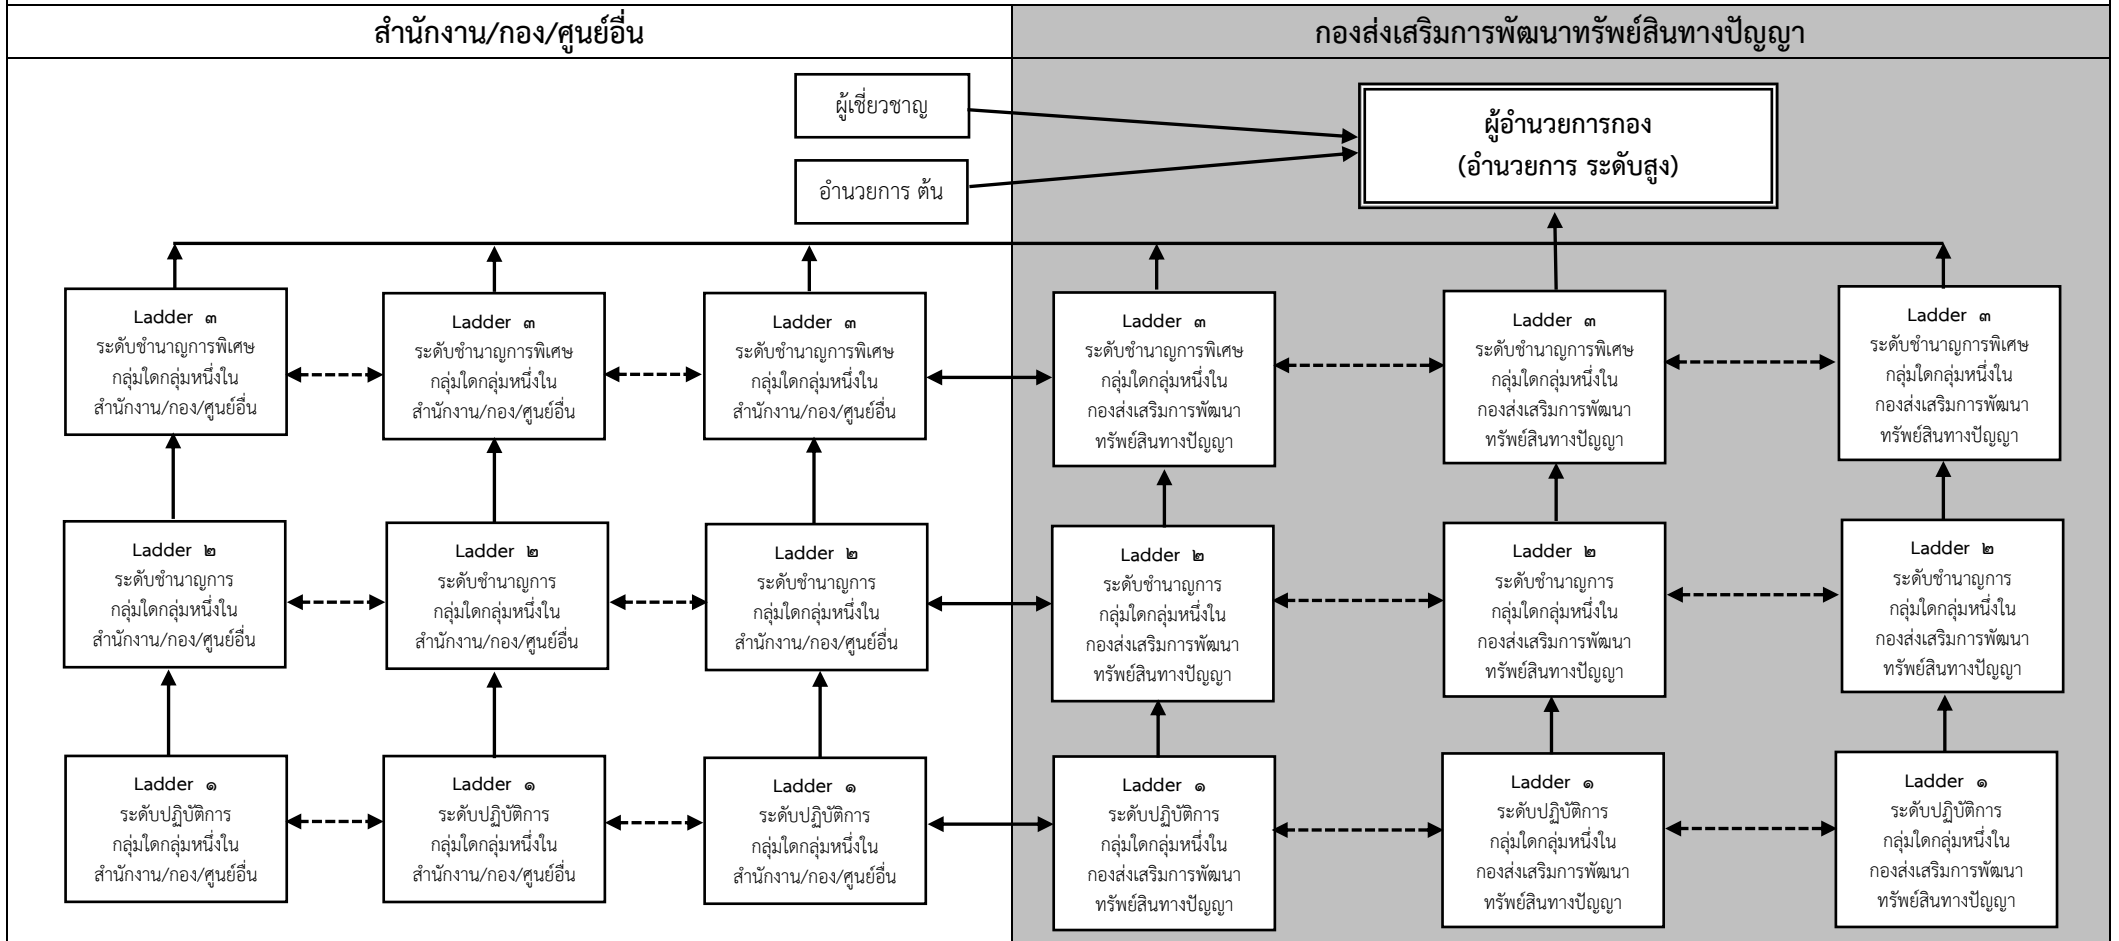 สำนักงาน/กอง/ศูนย์อื่น
กองส่งเสริมการพัฒนาทรัพย์สินทางปัญญา
ผู้เชี่ยวชาญ
อำนวยการ ต้น
ผู้อำนวยการกอง
(อำนวยการ ระดับสูง)
Ladder ๓
ระดับชำนาญการพิเศษ
กลุ่มใดกลุ่มหนึ่งใน
สำนักงาน/กอง/ศูนย์อื่น
Ladder ๓
ระดับชำนาญการพิเศษ
กลุ่มใดกลุ่มหนึ่งใน
สำนักงาน/กอง/ศูนย์อื่น
Ladder ๓
ระดับชำนาญการพิเศษ
กลุ่มใดกลุ่มหนึ่งใน
สำนักงาน/กอง/ศูนย์อื่น
Ladder ๓
ระดับชำนาญการพิเศษ
กลุ่มใดกลุ่มหนึ่งใน
กองส่งเสริมการพัฒนา
ทรัพย์สินทางปัญญา
Ladder ๓
ระดับชำนาญการพิเศษ
กลุ่มใดกลุ่มหนึ่งใน
กองส่งเสริมการพัฒนา
ทรัพย์สินทางปัญญา
Ladder ๓
ระดับชำนาญการพิเศษ
กลุ่มใดกลุ่มหนึ่งใน
กองส่งเสริมการพัฒนา
ทรัพย์สินทางปัญญา
Ladder ๒
ระดับชำนาญการ
กลุ่มใดกลุ่มหนึ่งใน
สำนักงาน/กอง/ศูนย์อื่น
Ladder ๒
ระดับชำนาญการ
กลุ่มใดกลุ่มหนึ่งใน
สำนักงาน/กอง/ศูนย์อื่น
Ladder ๒
ระดับชำนาญการ
กลุ่มใดกลุ่มหนึ่งใน
สำนักงาน/กอง/ศูนย์อื่น
Ladder ๒
ระดับชำนาญการ
กลุ่มใดกลุ่มหนึ่งใน
กองส่งเสริมการพัฒนา
ทรัพย์สินทางปัญญา
Ladder ๒
ระดับชำนาญการ
กลุ่มใดกลุ่มหนึ่งใน
กองส่งเสริมการพัฒนา
ทรัพย์สินทางปัญญา
Ladder ๒
ระดับชำนาญการ
กลุ่มใดกลุ่มหนึ่งใน
กองส่งเสริมการพัฒนา
ทรัพย์สินทางปัญญา
Ladder ๑
ระดับปฏิบัติการ
กลุ่มใดกลุ่มหนึ่งใน
สำนักงาน/กอง/ศูนย์อื่น
Ladder ๑
ระดับปฏิบัติการ
กลุ่มใดกลุ่มหนึ่งใน
สำนักงาน/กอง/ศูนย์อื่น
Ladder ๑
ระดับปฏิบัติการ
กลุ่มใดกลุ่มหนึ่งใน
สำนักงาน/กอง/ศูนย์อื่น
Ladder ๑
ระดับปฏิบัติการ
กลุ่มใดกลุ่มหนึ่งใน
กองส่งเสริมการพัฒนา
ทรัพย์สินทางปัญญา
Ladder ๑
ระดับปฏิบัติการ
กลุ่มใดกลุ่มหนึ่งใน
กองส่งเสริมการพัฒนา
ทรัพย์สินทางปัญญา
Ladder ๑
ระดับปฏิบัติการ
กลุ่มใดกลุ่มหนึ่งใน
กองส่งเสริมการพัฒนา
ทรัพย์สินทางปัญญา